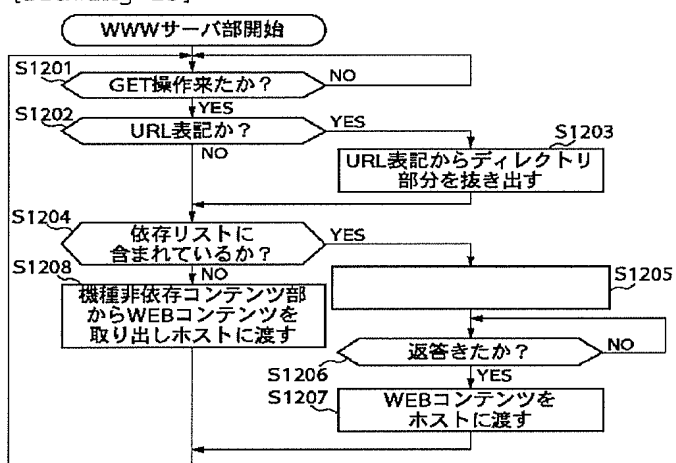 WWWサーバ部開始
S1201
GET操作来たか？
NO
YES
S1202
URL表記か？
YES
NO
S1203
URL表記からディレクトリ
部分を抜き出す
S1204
依存リストに
含まれているか？
YES
NO
S1208
機種非依存コンテンツ部
からWEBコンテンツを
取り出しホストに渡す
S1205
返答きたか？
NO
S1206
YES
S1207
WEBコンテンツを
ホストに渡す